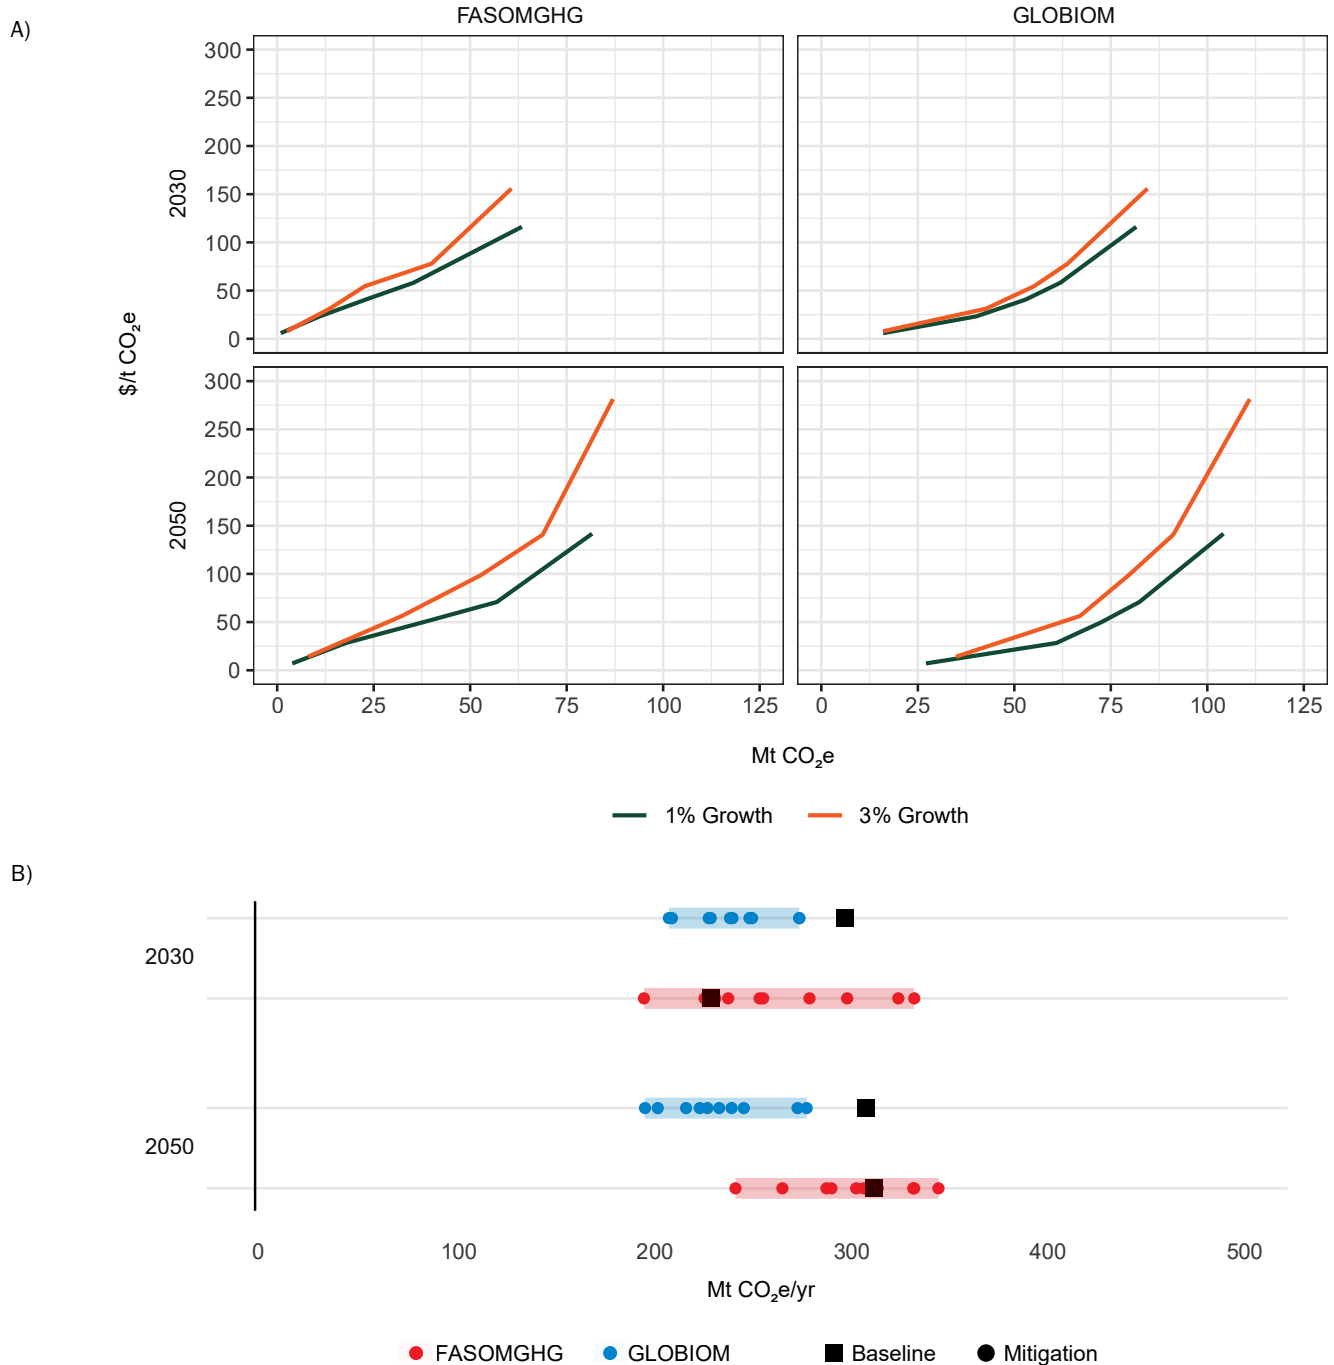 A)
FASOMGHG GLOBIOM
300
250
200
150
100
50
0
2030
$/t CO₂e
300
250
200
150
100
50
0
2050
0 25 50 75 100 125 0 25 50 75 100 125
Mt CO₂e
1% Growth 3% Growth
B)
2030
2050
0 100 200 300 400 500
Mt CO₂e/yr
FASOMGHG GLOBIOM Baseline Mitigation